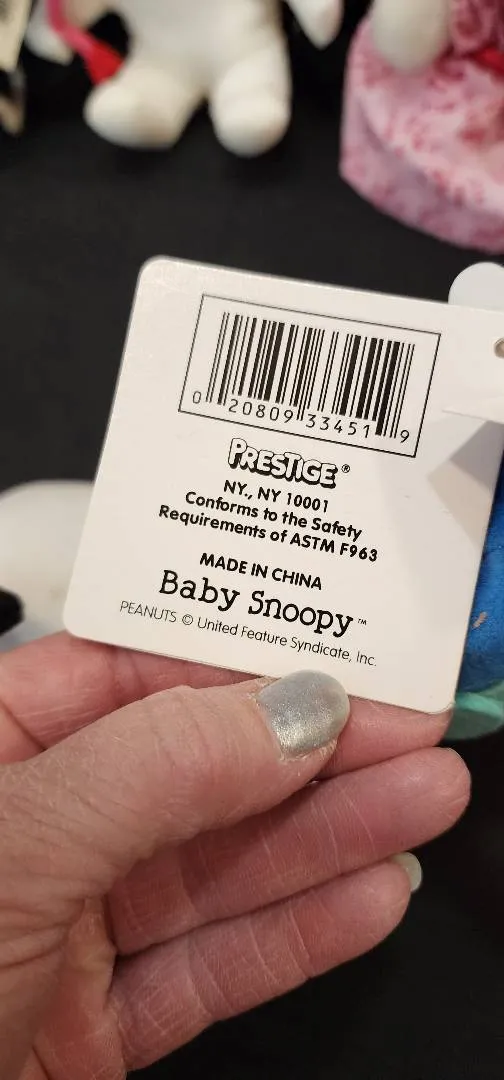 0 20809 33451 9
PRESTIGE®
NY., NY 10001
Conforms to the Safety
Requirements of ASTM F963
MADE IN CHINA
Baby Snoopy™
PEANUTS © United Feature Syndicate, Inc.